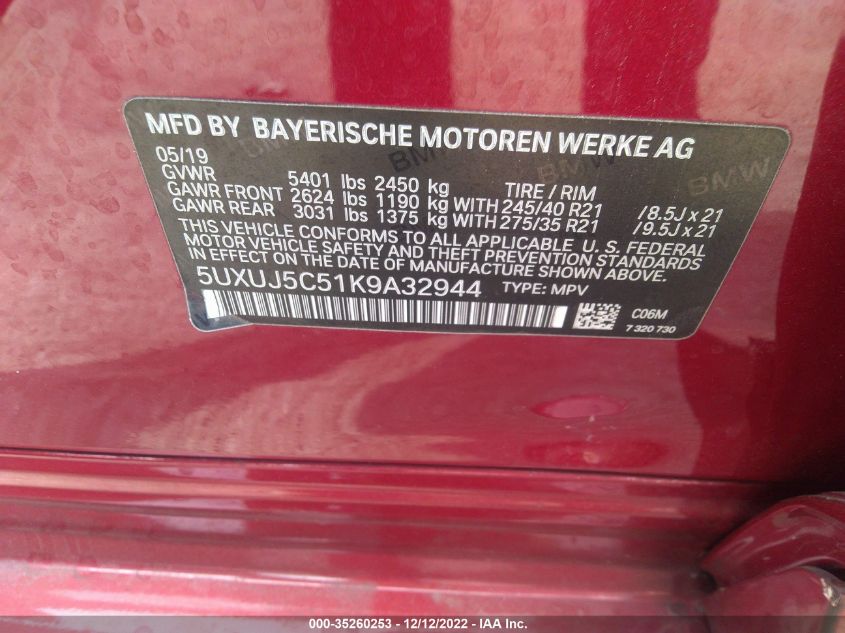 MFD BY BAYERISCHE MOTOREN WERKE AG
05/19
GVWR 5401 lbs 2450 kg TIRE / RIM
GAWR FRONT 2624 lbs 1190 kg WITH 245/40 R21 /8.5J x 21
GAWR REAR 3031 lbs 1375 kg WITH 275/35 R21 /9.5J x 21
THIS VEHICLE CONFORMS TO ALL APPLICABLE U. S. FEDERAL
MOTOR VEHICLE SAFETY AND THEFT PREVENTION STANDARDS
IN EFFECT ON THE DATE OF MANUFACTURE SHOWN ABOVE.
5UXUJ5C51K9A32944 TYPE: MPV
C06M
7 320 730
BMW
BMW
000-35260253 - 12/12/2022 - IAA Inc.